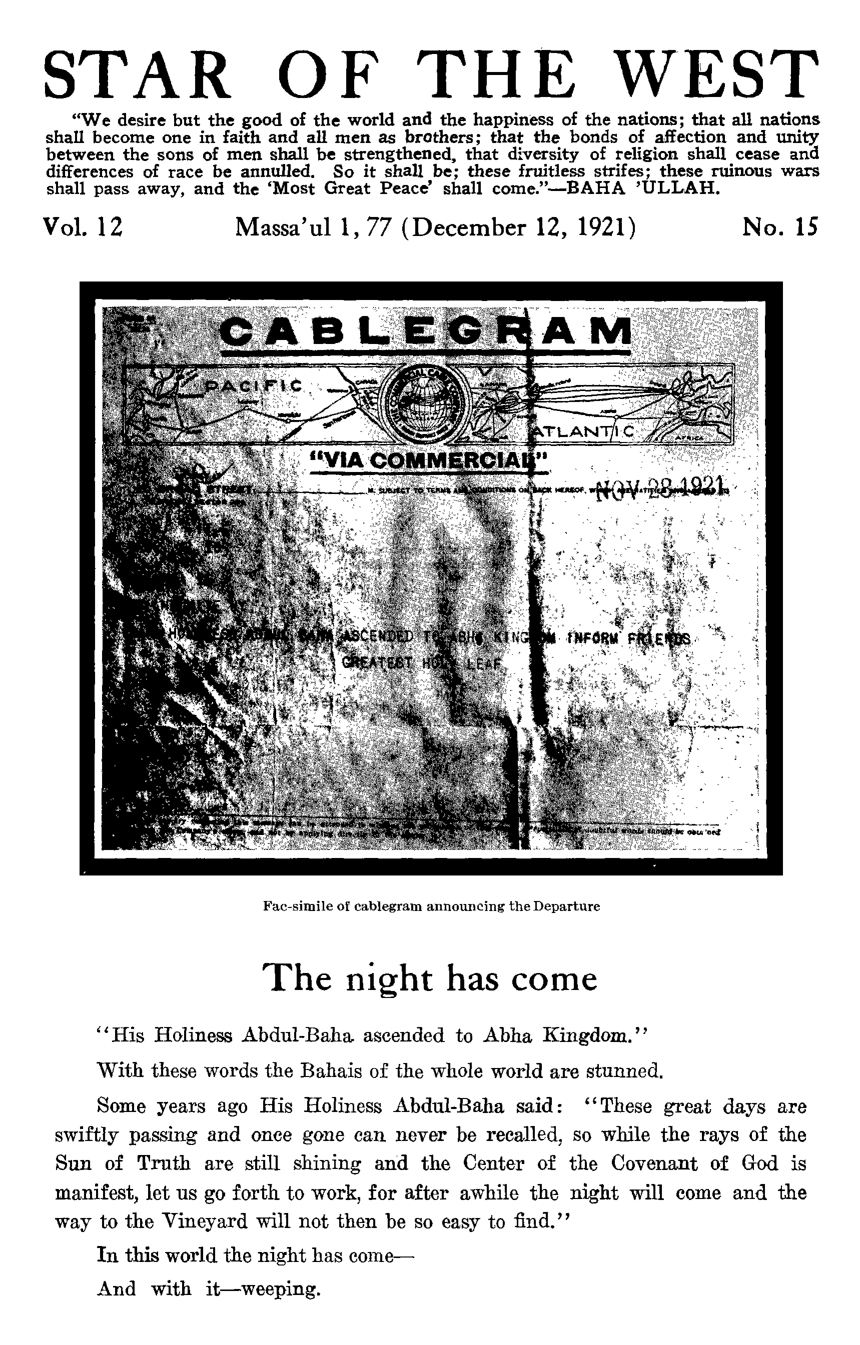 STAR OF THE WEST
“We desire but the good of the world and the happiness of the nations; that all nations
shall become one in faith and all men as brothers; that the bonds of affection and unity
between the sons of men shall be strengthened, that diversity of religion shall cease and
differences of race be annulled. So it shall be; these fruitless strifes; these ruinous wars
shall pass away, and the ‘Most Great Peace’ shall come.”—BAHA ’ULLAH.
Vol. 12 Massa’ul 1, 77 (December 12, 1921) No. 15
CABLEGRAM
PACIFIC
ATLANTIC
AFRICA
“VIA COMMERCIAL”
STREET
SUBJECT TO TERMS AND CONDITIONS ON BACK HEREOF,
NOV 28 1921
ASCENDED TO ABHA KINGDOM INFORM FRIENDS
GREATEST HOLY LEAF
doubtful words should be
Fac-simile of cablegram announcing the Departure
The night has come
“His Holiness Abdul-Baha ascended to Abha Kingdom.”
With these words the Bahais of the whole world are stunned.
Some years ago His Holiness Abdul-Baha said: “These great days are
swiftly passing and once gone can never be recalled, so while the rays of the
Sun of Truth are still shining and the Center of the Covenant of God is
manifest, let us go forth to work, for after awhile the night will come and the
way to the Vineyard will not then be so easy to find.”
In this world the night has come—
And with it—weeping.